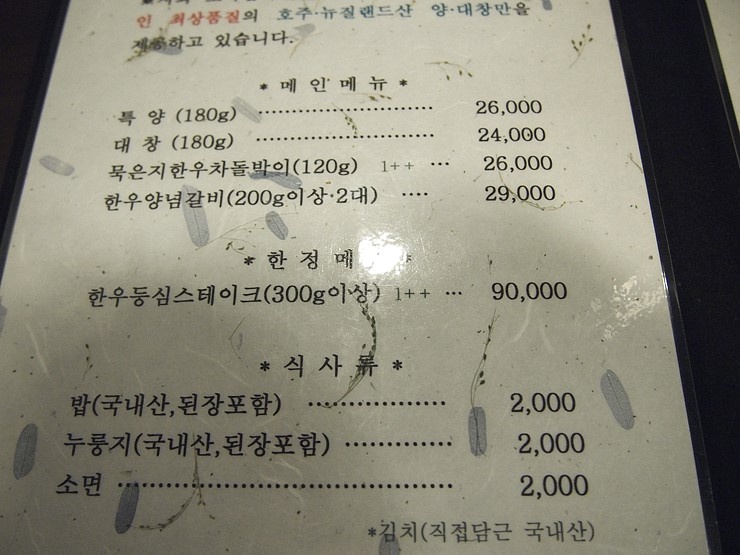 인 최상품질의 호주·뉴질랜드산 양·대창만을
제공하고 있습니다.
* 메 인 메 뉴 *
특 양 (180g) ........................ 26,000
대 창 (180g) ........................ 24,000
묵은지한우차돌박이(120g) 1++ ... 26,000
한우양념갈비(200g이상·2대) .... 29,000
* 한 정 메
한우등심스테이크(300g이상) 1++ ... 90,000
* 식 사 류 *
밥(국내산,된장포함) ............... 2,000
누룽지(국내산,된장포함) ............ 2,000
소면 .................................... 2,000
*김치(직접담근 국내산)